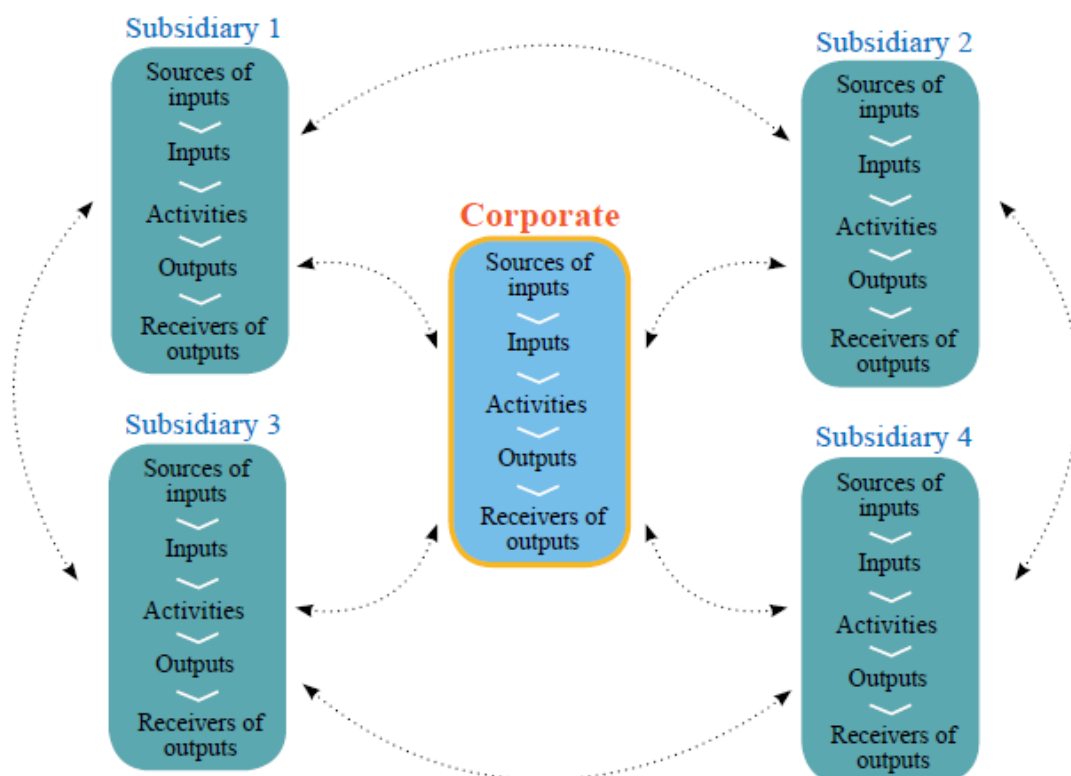 Subsidiary 1
Sources of
inputs
Inputs
Activities
Outputs
Receivers of
outputs
Subsidiary 2
Sources of
inputs
Inputs
Activities
Outputs
Receivers of
outputs
Corporate
Sources of
inputs
Inputs
Activities
Outputs
Receivers of
outputs
Subsidiary 3
Sources of
inputs
Inputs
Activities
Outputs
Receivers of
outputs
Subsidiary 4
Sources of
inputs
Inputs
Activities
Outputs
Receivers of
outputs